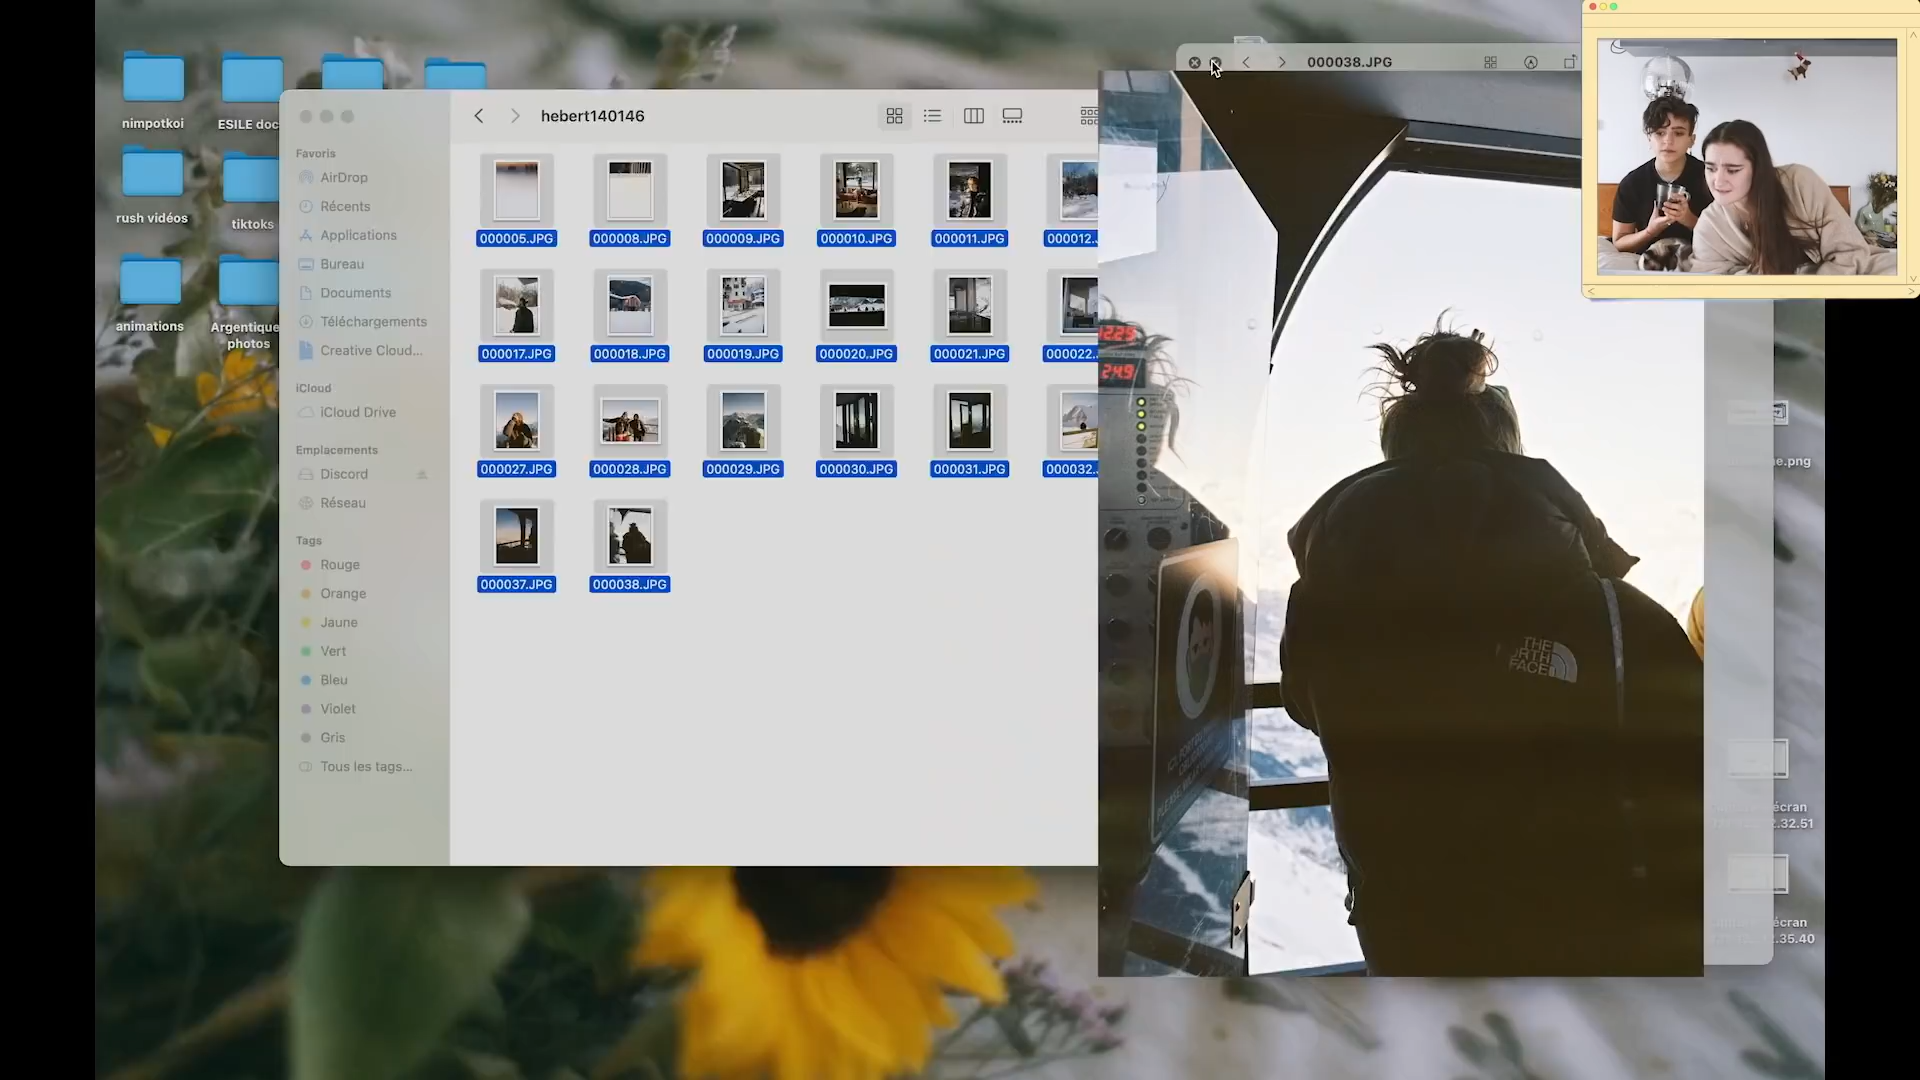 nimpotkoi
ESILE doc
rush vidéos
tiktoks
animations
Argentique
photos
hebert140146
Favoris
AirDrop
Récents
Applications
Bureau
Documents
Téléchargements
Creative Cloud...
iCloud
iCloud Drive
Emplacements
Discord
Réseau
Tags
Rouge
Orange
Jaune
Vert
Bleu
Violet
Gris
Tous les tags...
000005.JPG
000008.JPG
000009.JPG
000010.JPG
000011.JPG
000012.
000017.JPG
000018.JPG
000019.JPG
000020.JPG
000021.JPG
000022.
000027.JPG
000028.JPG
000029.JPG
000030.JPG
000031.JPG
000032.
000037.JPG
000038.JPG
000038.JPG
249
THE
NORTH
FACE
e.png
écran
.32.51
écran
.35.40